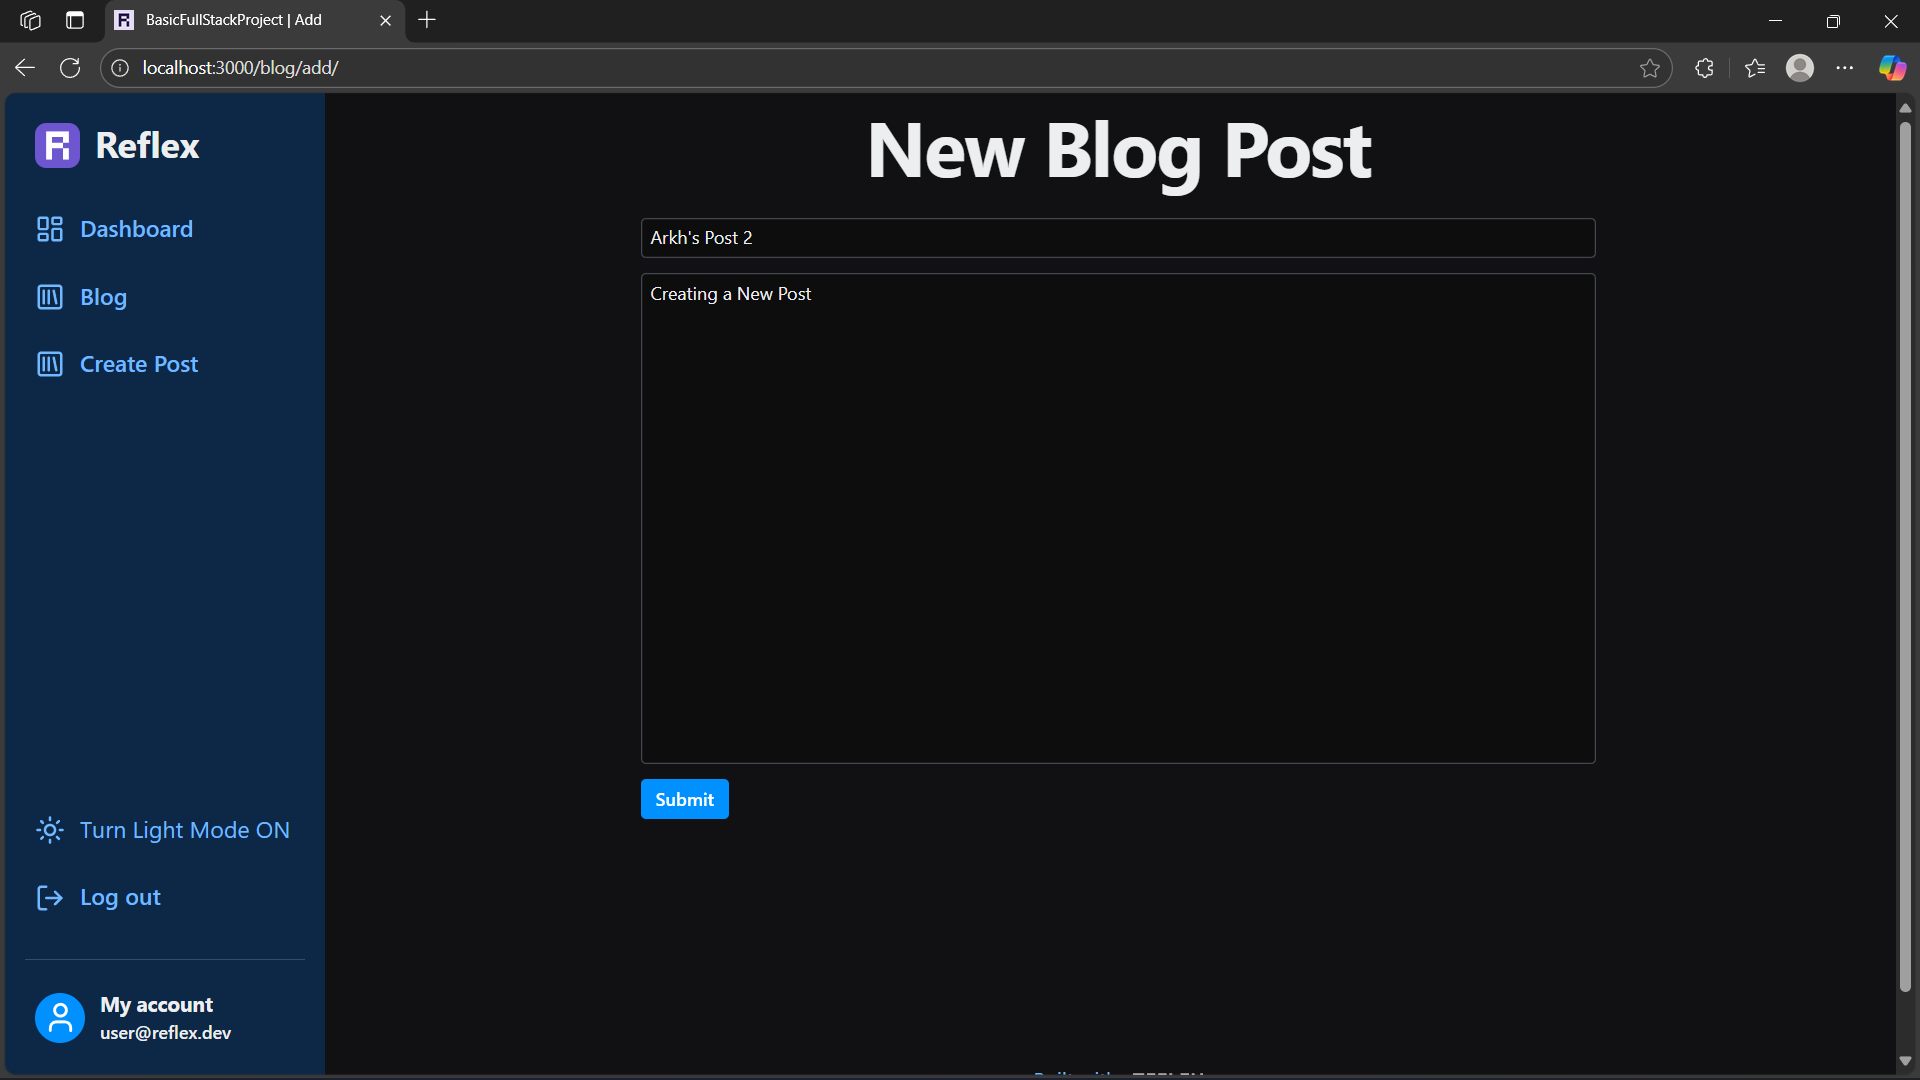 BasicFullStackProject | Add
localhost:3000/blog/add/
Reflex
Dashboard
Blog
Create Post
Turn Light Mode ON
Log out
My account
user@reflex.dev
New Blog Post
Arkh's Post 2
Creating a New Post
Submit